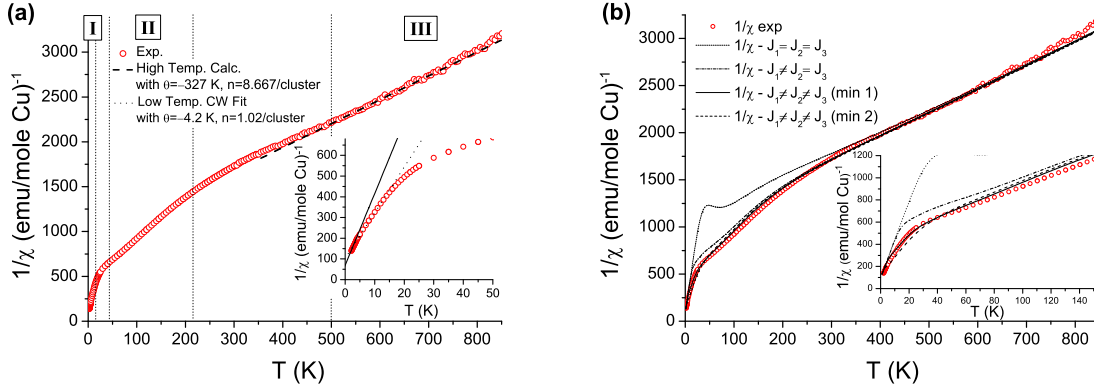 (a)
I II III
Exp.
High Temp. Calc.
with θ=−327 K, n=8.667/cluster
Low Temp. CW Fit
with θ=−4.2 K, n=1.02/cluster
1/χ (emu/mole Cu)⁻¹
3000
2500
2000
1500
1000
500
0
0 100 200 300 400 500 600 700 800
T (K)
1/χ (emu/mole Cu)⁻¹
600
500
400
300
200
100
0
0 10 20 30 40 50
T (K)
(b)
1/χ exp
1/χ - J₁= J₂= J₃
1/χ - J₁≠ J₂= J₃
1/χ - J₁≠ J₂≠ J₃ (min 1)
1/χ - J₁≠ J₂≠ J₃ (min 2)
1/χ (emu/mole Cu)⁻¹
3000
2500
2000
1500
1000
500
0
0 100 200 300 400 500 600 700 800
T (K)
1/χ (emu/mol Cu)⁻¹
1200
1000
800
600
400
200
0
0 20 40 60 80 100 120 140
T (K)